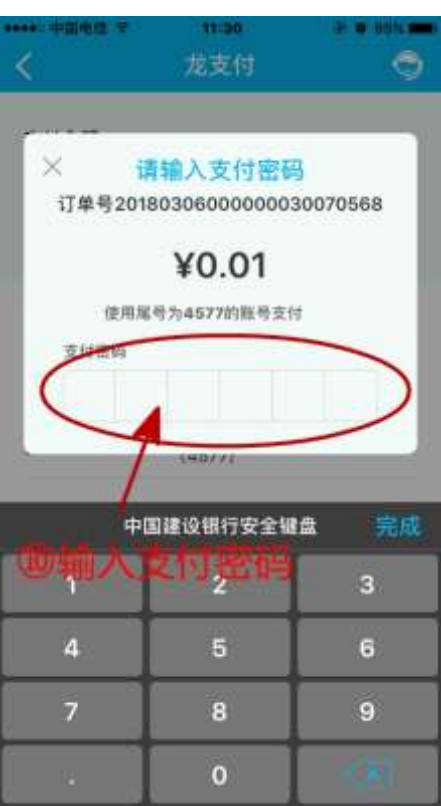 中国电信 11:30 89%
龙支付
请输入支付密码
订单号20180306000000030070568
¥0.01
使用尾号为4577的账号支付
支付密码
(4577)
中国建设银行安全键盘 完成
⑩输入支付密码
1 2 3
4 5 6
7 8 9
. 0